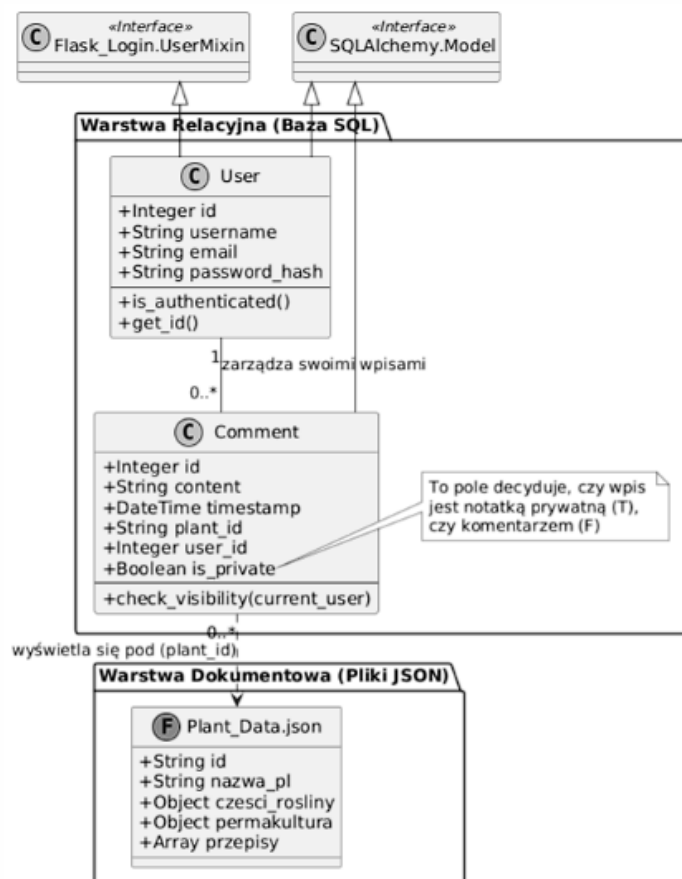 «Interface»
C Flask_Login.UserMixin
«Interface»
C SQLAlchemy.Model
Warstwa Relacyjna (Baza SQL)
C User
+Integer id
+String username
+String email
+String password_hash
+is_authenticated()
+get_id()
1
zarządza swoimi wpisami
0..*
C Comment
+Integer id
+String content
+DateTime timestamp
+String plant_id
+Integer user_id
+Boolean is_private
+check_visibility(current_user)
To pole decyduje, czy wpis
jest notatką prywatną (T),
czy komentarzem (F)
0..*
wyświetla się pod (plant_id)
Warstwa Dokumentowa (Pliki JSON)
F Plant_Data.json
+String id
+String nazwa_pl
+Object czesci_rosliny
+Object permakultura
+Array przepisy